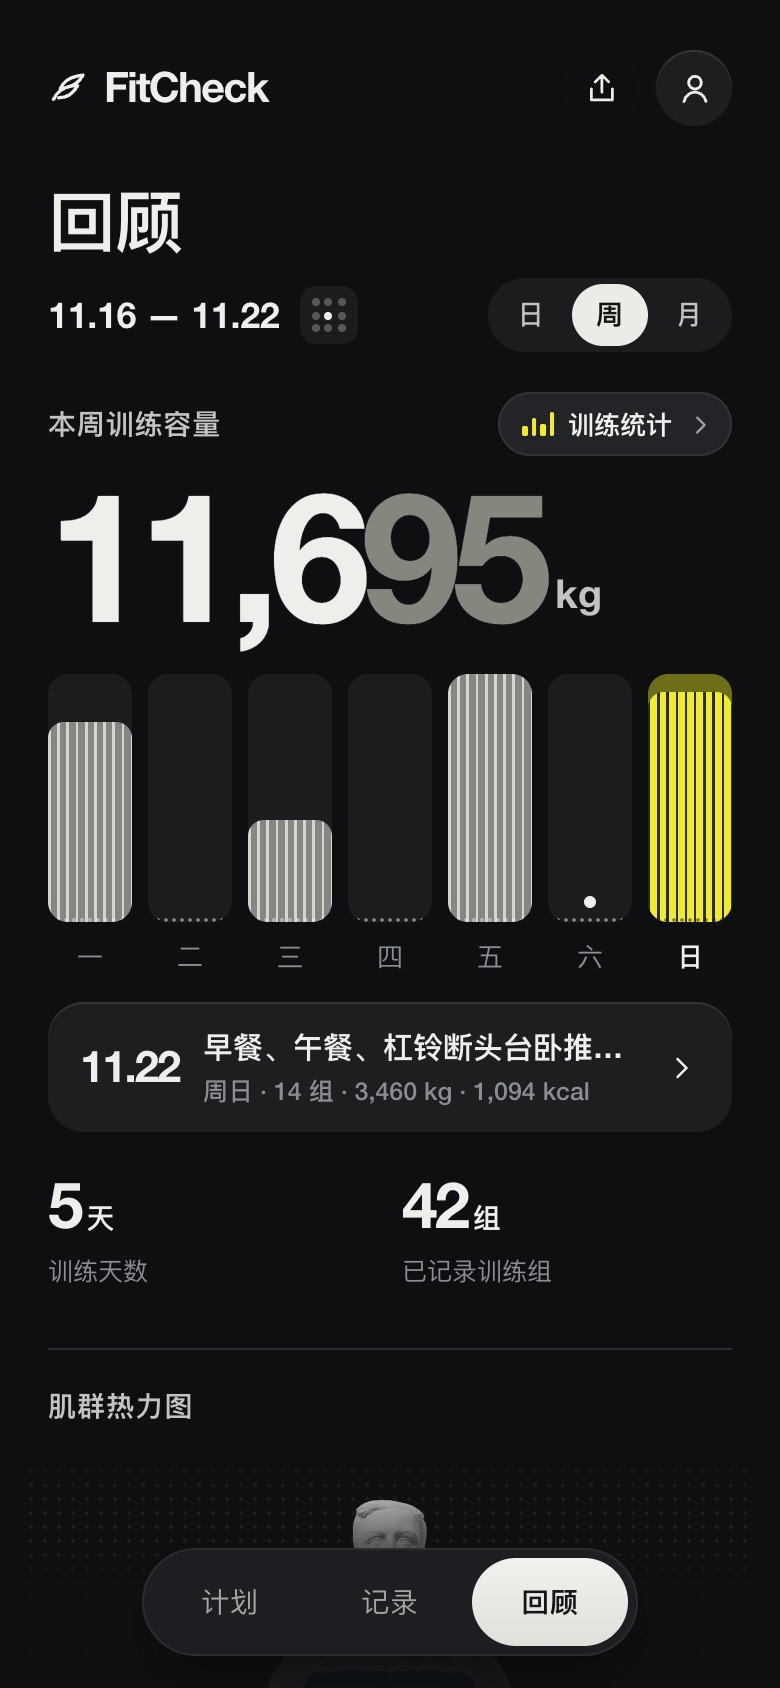 FitCheck
回顾
11.16 — 11.22
日 周 月
本周训练容量
训练统计
11,695 kg
一 二 三 四 五 六 日
11.22
早餐、午餐、杠铃断头台卧推...
周日 · 14 组 · 3,460 kg · 1,094 kcal
5天
42组
训练天数
已记录训练组
肌群热力图
计划 记录 回顾